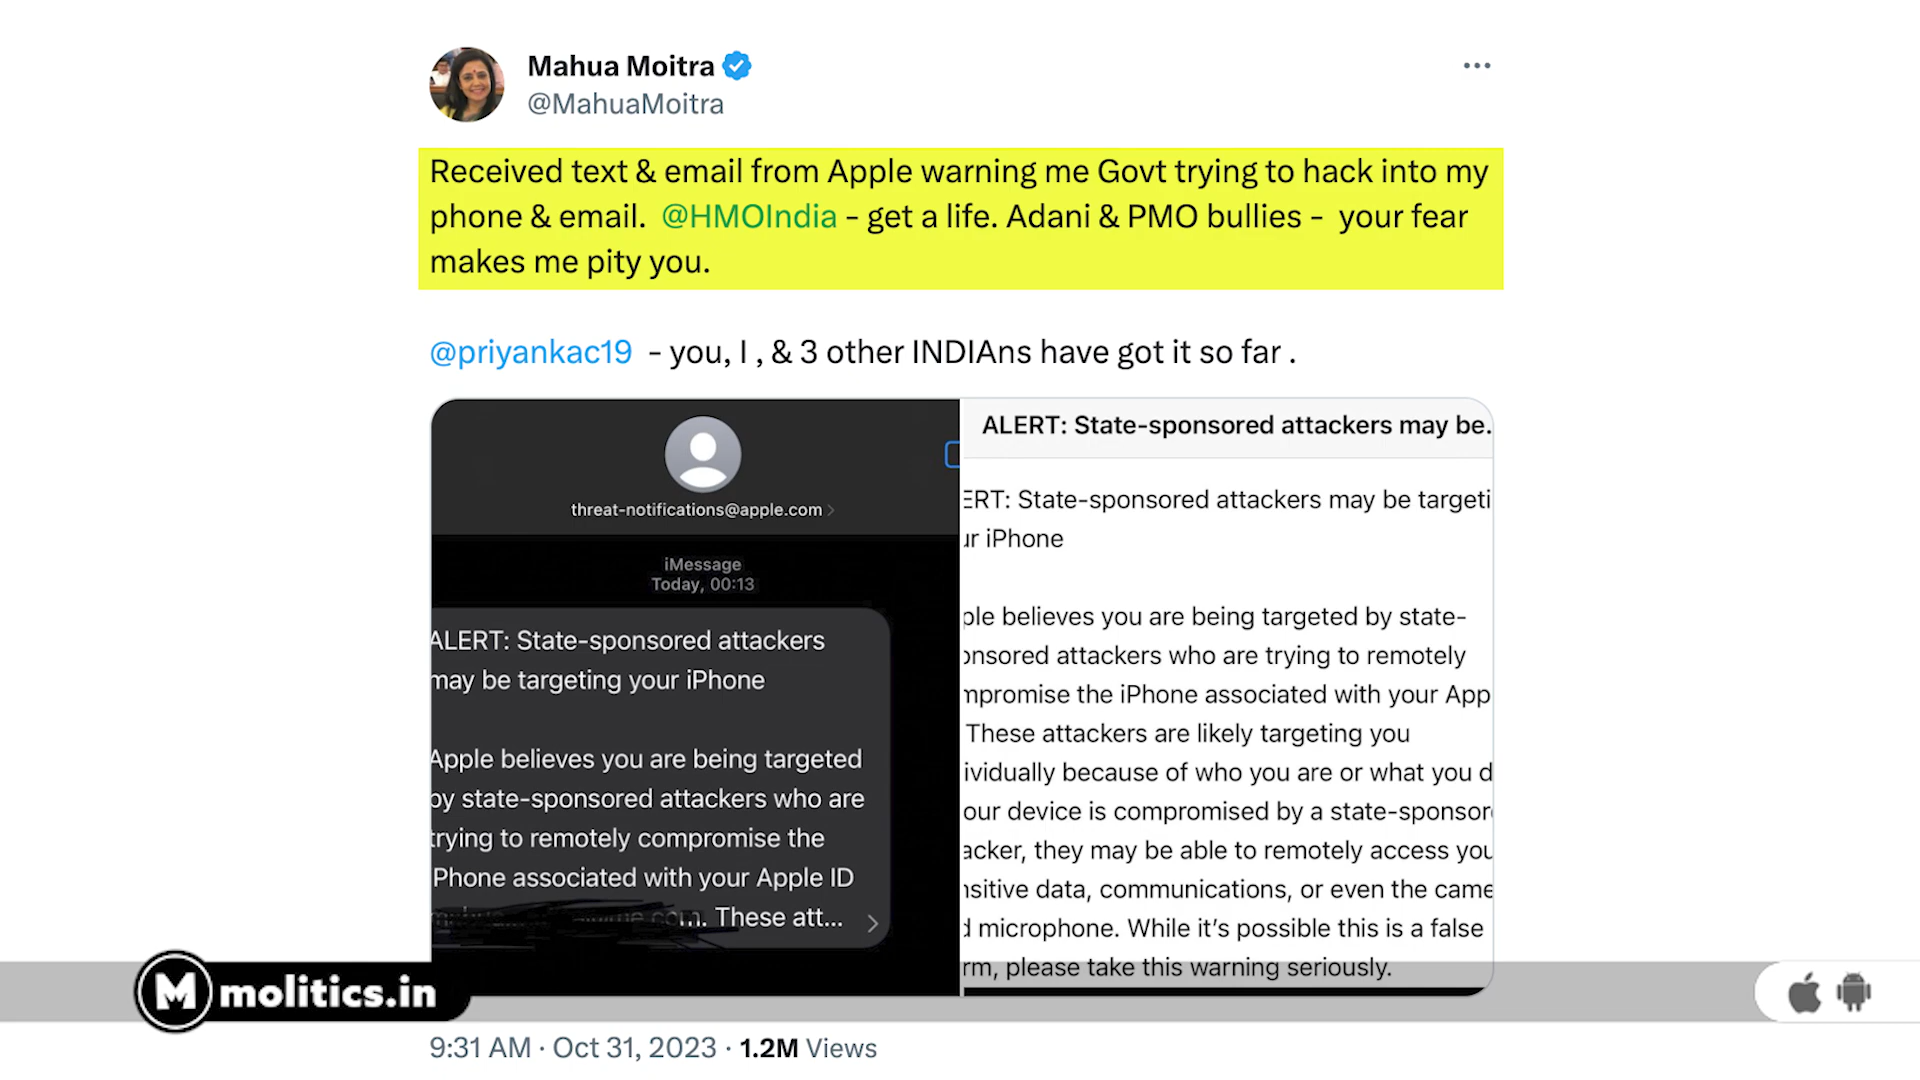 Mahua Moitra
@MahuaMoitra
Received text & email from Apple warning me Govt trying to hack into my
phone & email. @HMOIndia - get a life. Adani & PMO bullies - your fear
makes me pity you.
@priyankac19 - you, I , & 3 other INDIAns have got it so far .
threat-notifications@apple.com
iMessage
Today, 00:13
ALERT: State-sponsored attackers
may be targeting your iPhone
Apple believes you are being targeted
by state-sponsored attackers who are
trying to remotely compromise the
iPhone associated with your Apple ID
.com. These att...
ALERT: State-sponsored attackers may be.
ERT: State-sponsored attackers may be targeti
ur iPhone
ple believes you are being targeted by state-
onsored attackers who are trying to remotely
mpromise the iPhone associated with your App
These attackers are likely targeting you
ividually because of who you are or what you d
our device is compromised by a state-sponsor
acker, they may be able to remotely access you
nsitive data, communications, or even the came
d microphone. While it's possible this is a false
rm, please take this warning seriously.
M molitics.in
9:31 AM · Oct 31, 2023 · 1.2M Views